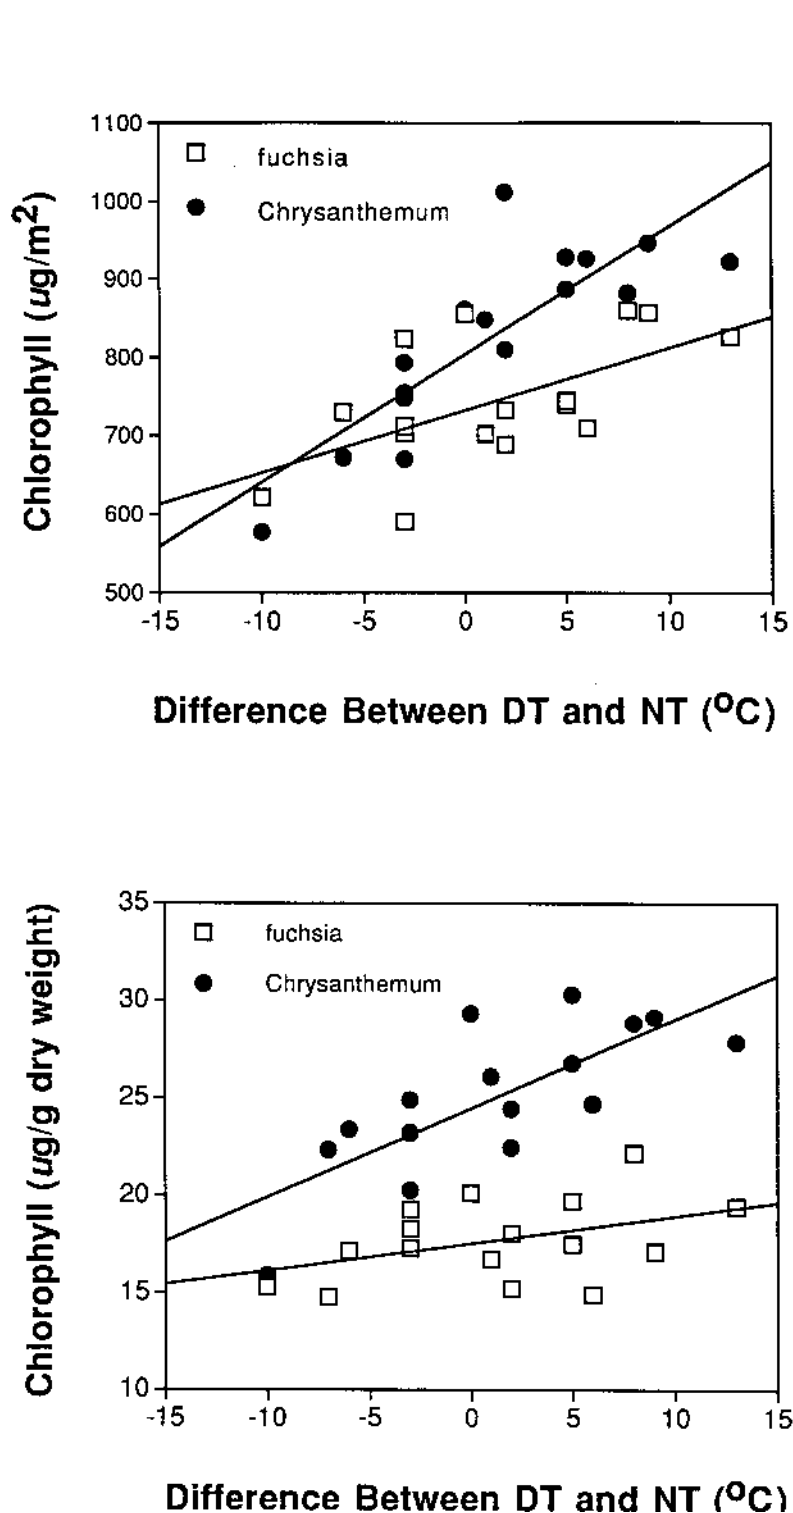 1100
fuchsia
1000
Chrysanthemum
900
800
700
600
500
-15 -10 -5 0 5 10 15
Chlorophyll (ug/m2)
Difference Between DT and NT (oC)
35
fuchsia
30
Chrysanthemum
25
20
15
10
-15 -10 -5 0 5 10 15
Chlorophyll (ug/g dry weight)
Difference Between DT and NT (oC)